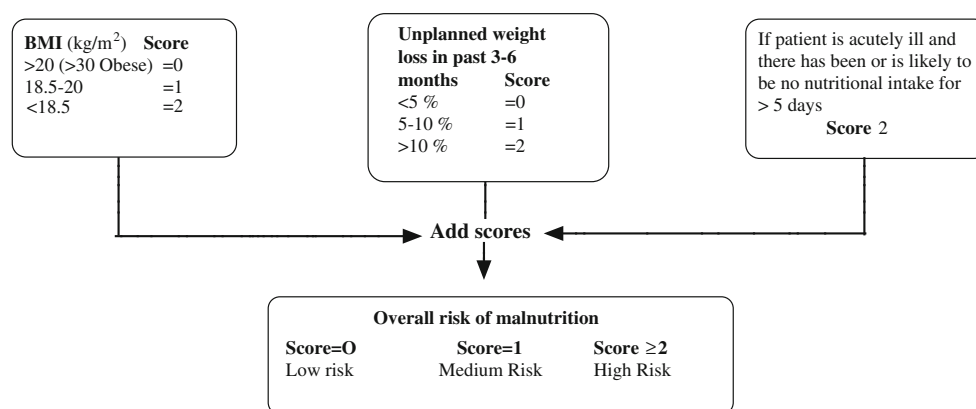 BMI (kg/m²) Score
>20 (>30 Obese) =0
18.5-20 =1
<18.5 =2
Unplanned weight
loss in past 3-6
months Score
<5 % =0
5-10 % =1
>10 % =2
If patient is acutely ill and
there has been or is likely to
be no nutritional intake for
> 5 days
Score 2
Add scores
Overall risk of malnutrition
Score=O Score=1 Score ≥2
Low risk Medium Risk High Risk